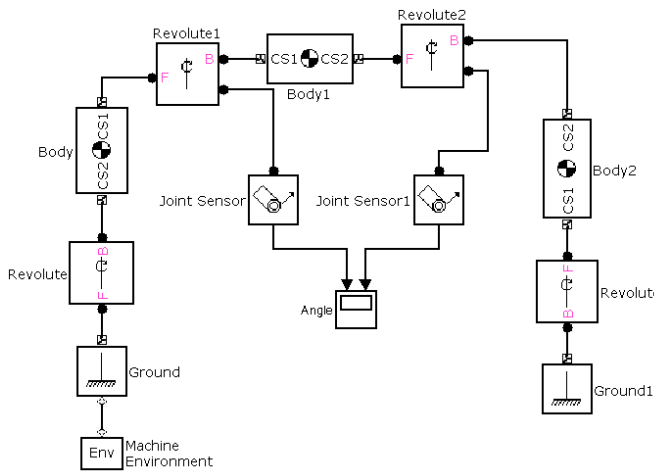 Revolute2
Revolute1
B
B
CS1
CS2
F
F
Body1
CS1
CS2
Body
CS2
CS1
Body2
Joint Sensor
Joint Sensor1
B
F
Revolute
F
B
Revolut
Angle
Ground
Ground1
Env
Machine
Environment